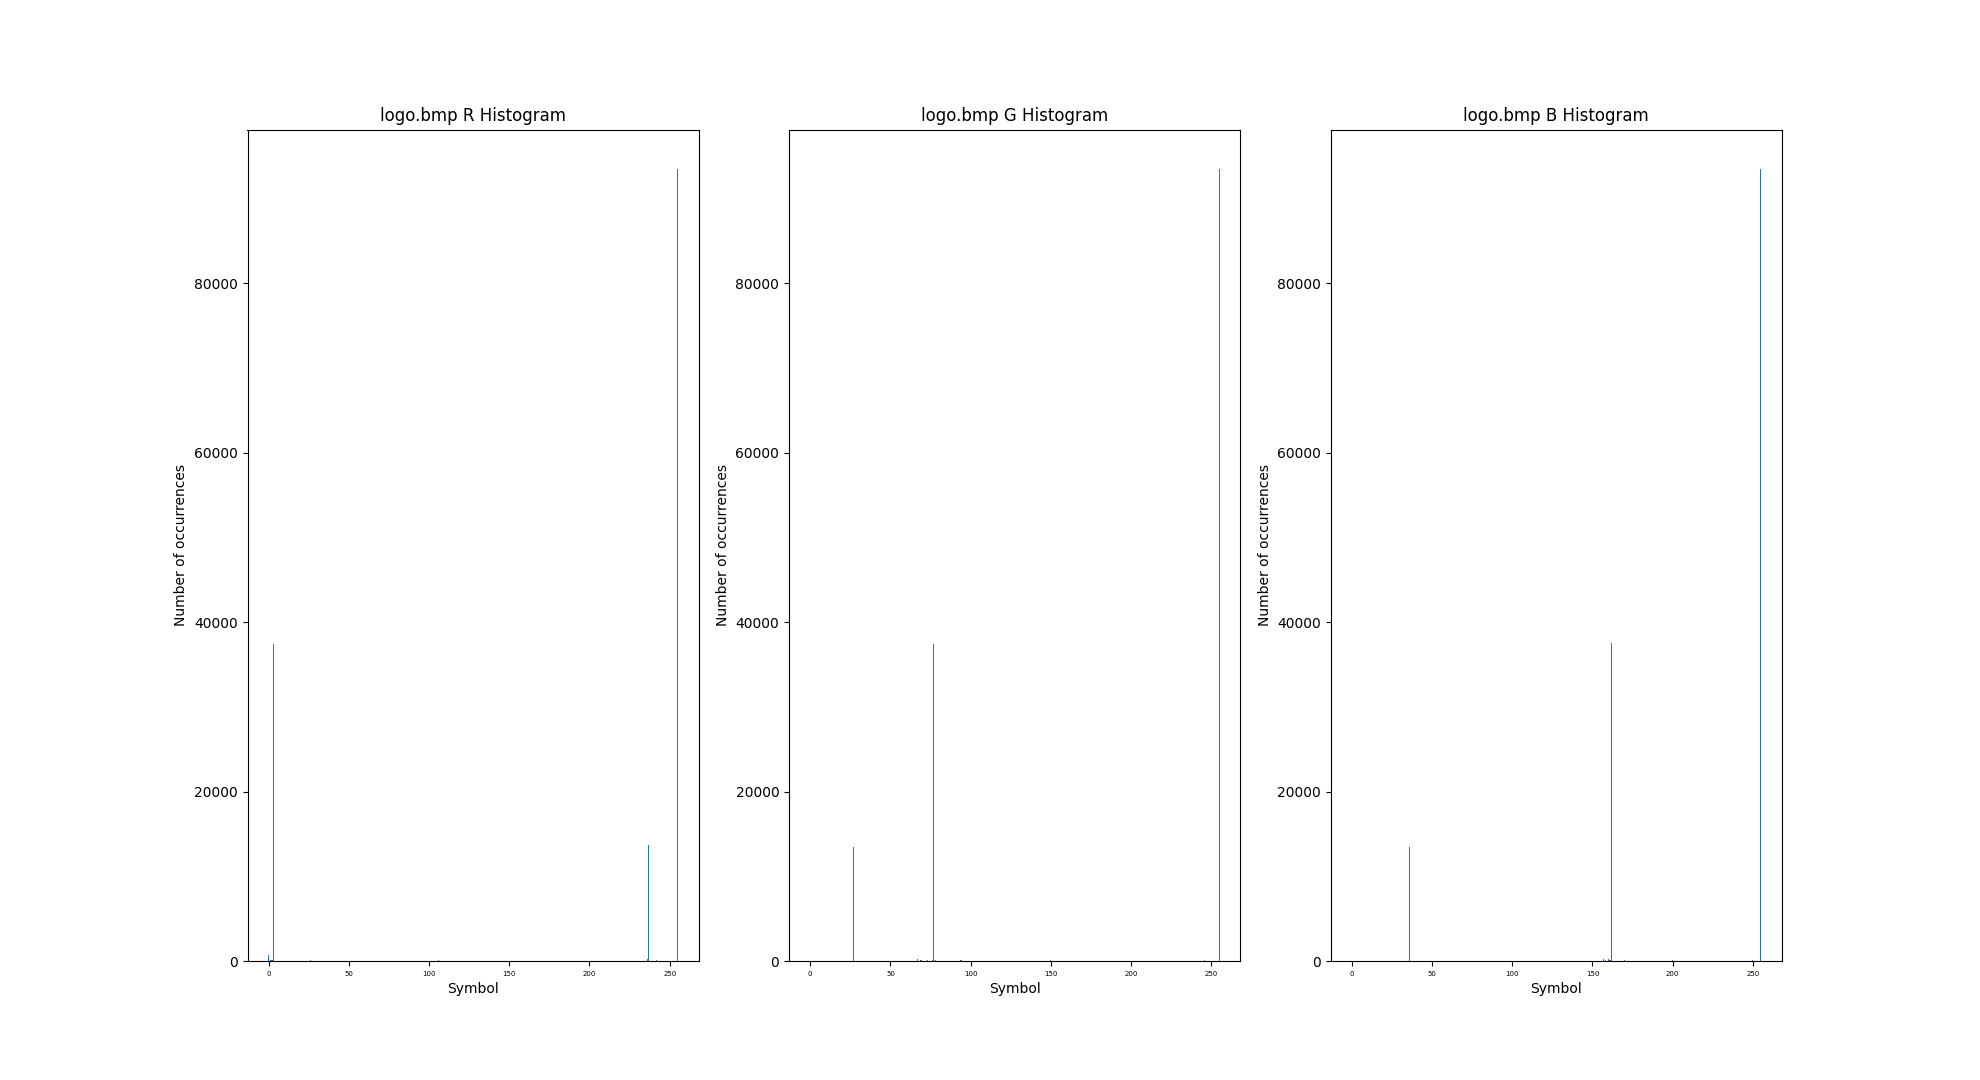 logo.bmp R Histogram
80000
60000
40000
20000
0
Number of occurrences
0 50 100 150 200 250
Symbol
logo.bmp G Histogram
80000
60000
40000
20000
0
Number of occurrences
0 50 100 150 200 250
Symbol
logo.bmp B Histogram
80000
60000
40000
20000
0
Number of occurrences
0 50 100 150 200 250
Symbol